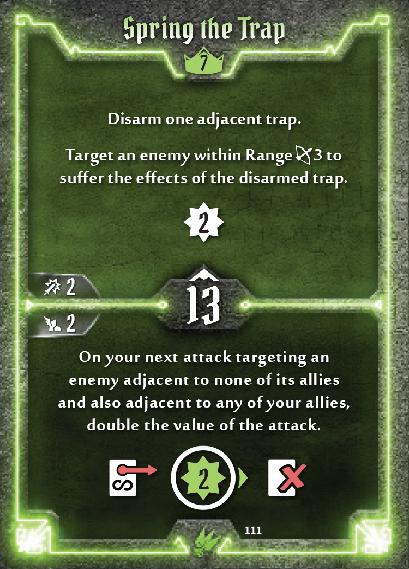 Spring the Trap
7
Disarm one adjacent trap.
Target an enemy within Range 3 to
suffer the effects of the disarmed trap.
2
2
13
2
On your next attack targeting an
enemy adjacent to none of its allies
and also adjacent to any of your allies,
double the value of the attack.
2
111